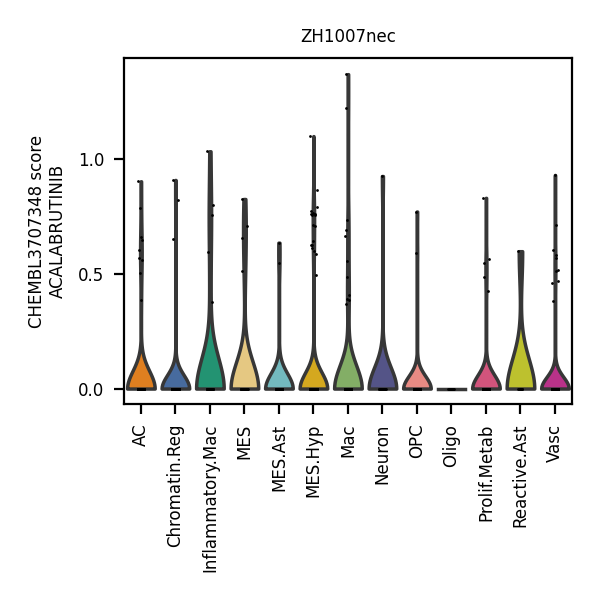 ZH1007nec
CHEMBL3707348 score
ACALABRUTINIB
1.0
0.5
0.0
AC
Chromatin.Reg
Inflammatory.Mac
MES
MES.Ast
MES.Hyp
Mac
Neuron
OPC
Oligo
Prolif.Metab
Reactive.Ast
Vasc